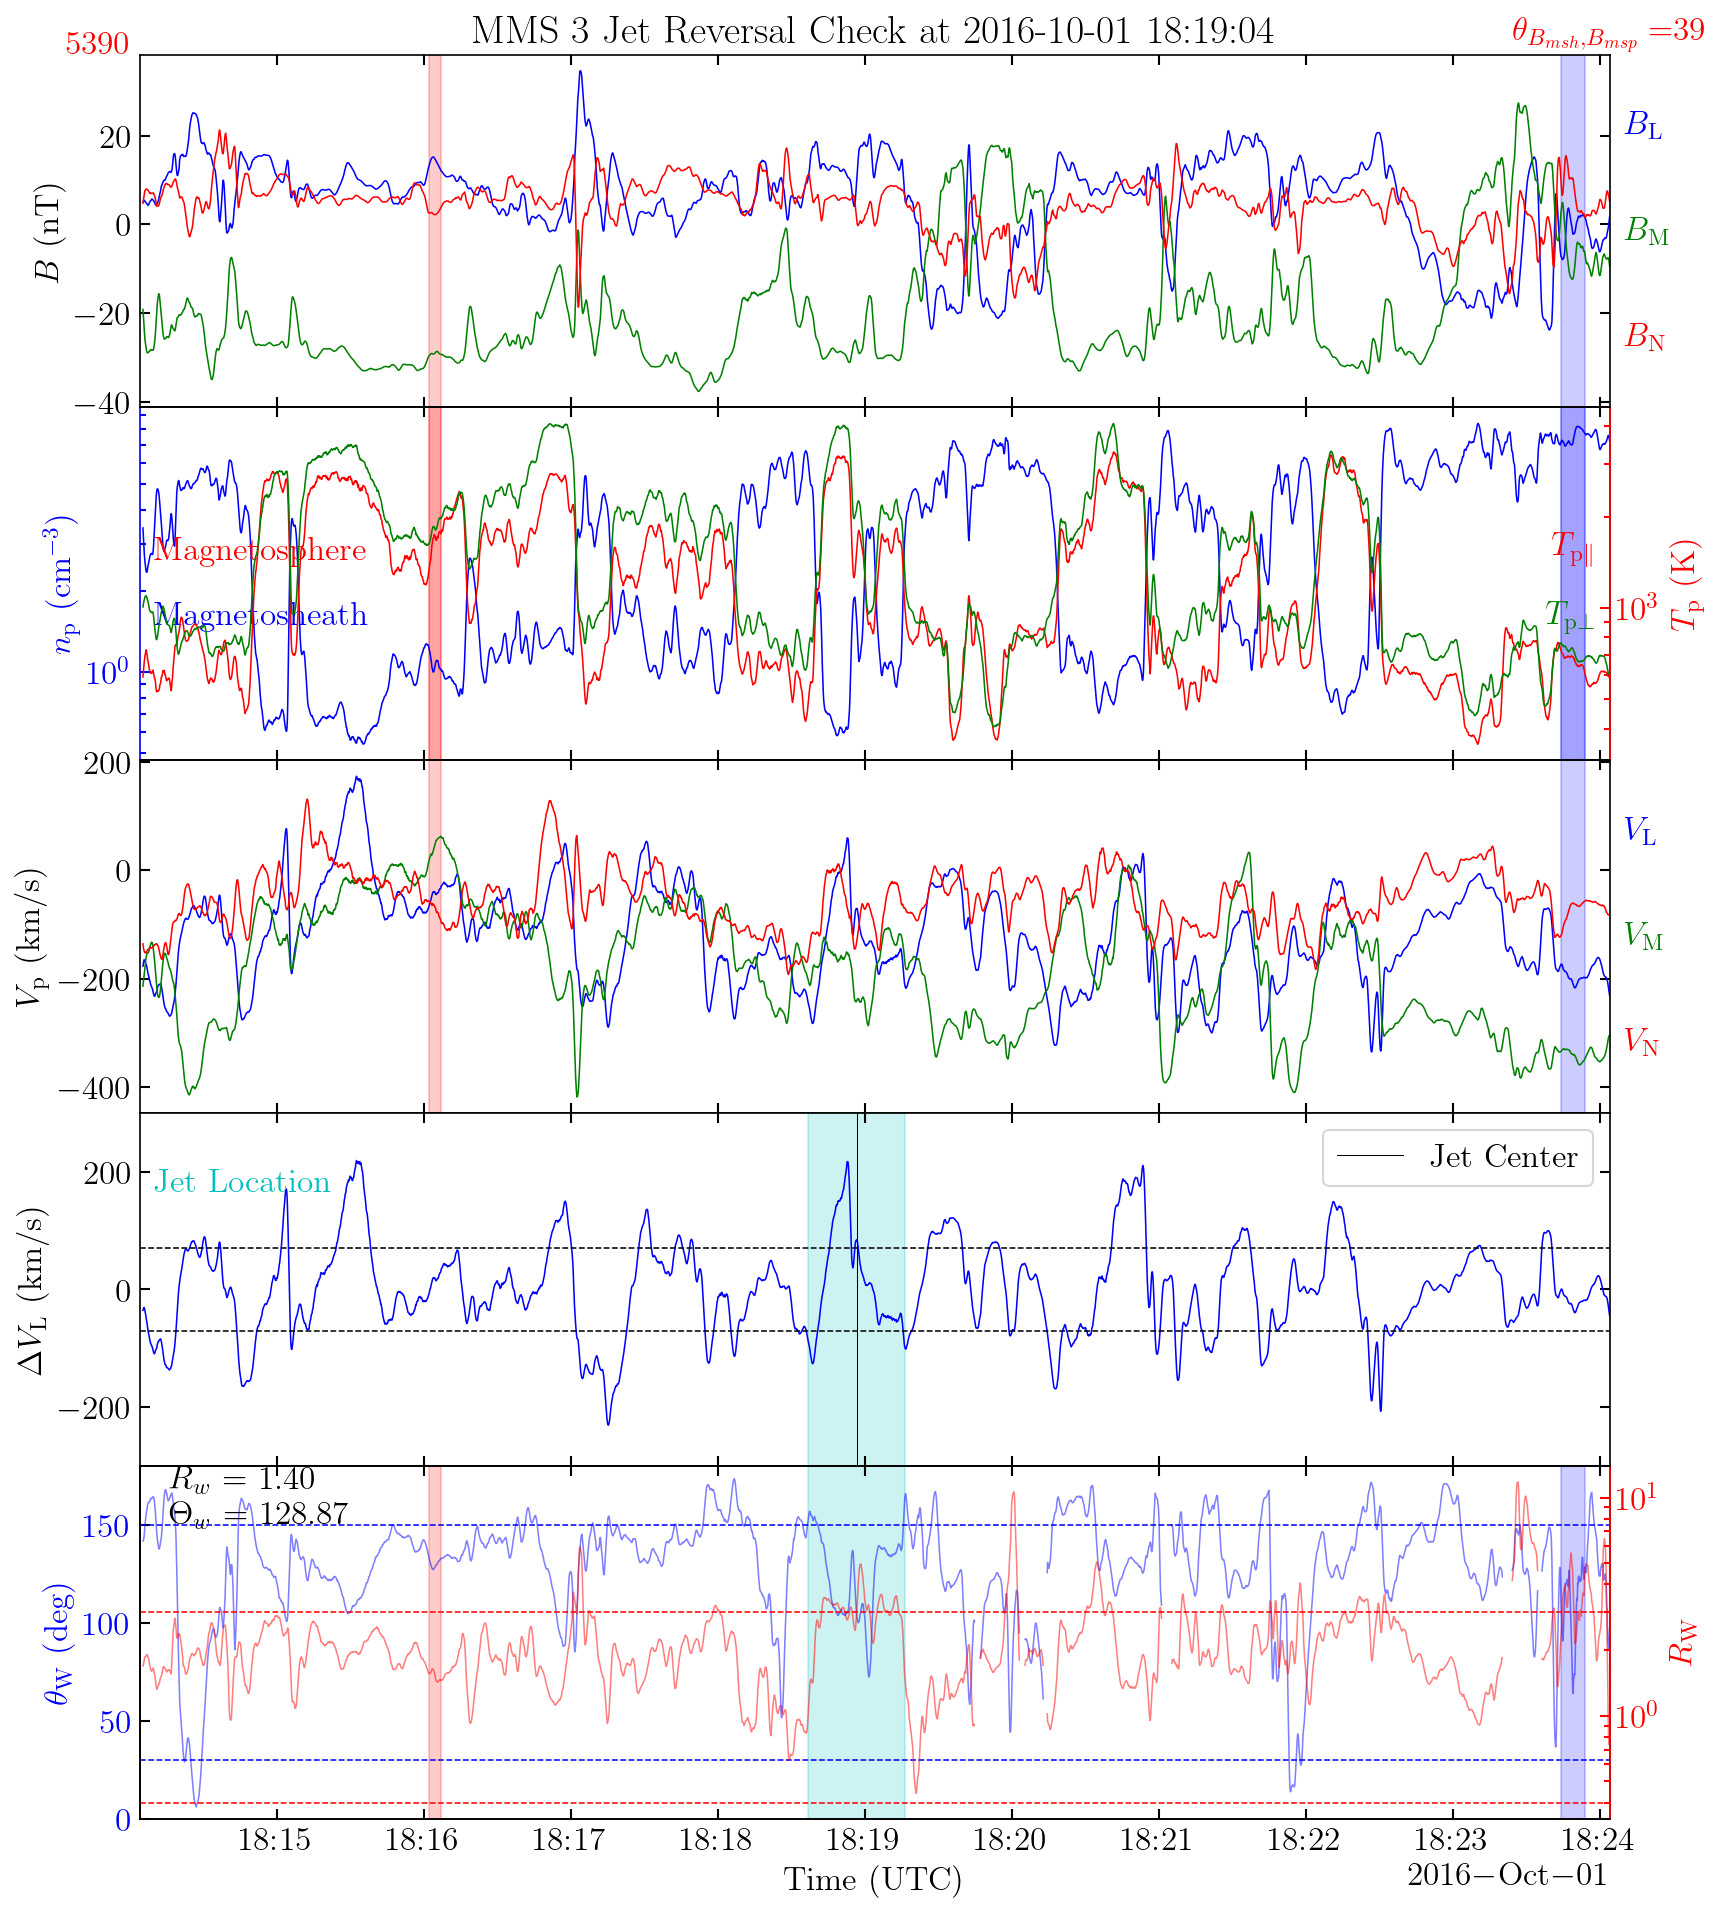 MMS 3 Jet Reversal Check at 2016-10-01 18:19:04
5390
θ_{B_{msh},B_{msp}} =39
20
0
−20
−40
B (nT)
B_L
B_M
B_N
Magnetosphere
Magnetosheath
10^0
n_p (cm^{−3})
T_{p∥}
T_{p⊥}
10^3
T_p (K)
200
0
−200
−400
V_p (km/s)
V_L
V_M
V_N
Jet Location
Jet Center
200
0
−200
ΔV_L (km/s)
R_w = 1.40
Θ_w = 128.87
150
100
50
0
θ_W (deg)
10^1
10^0
R_W
18:15 18:16 18:17 18:18 18:19 18:20 18:21 18:22 18:23 18:24
Time (UTC)
2016−Oct−01